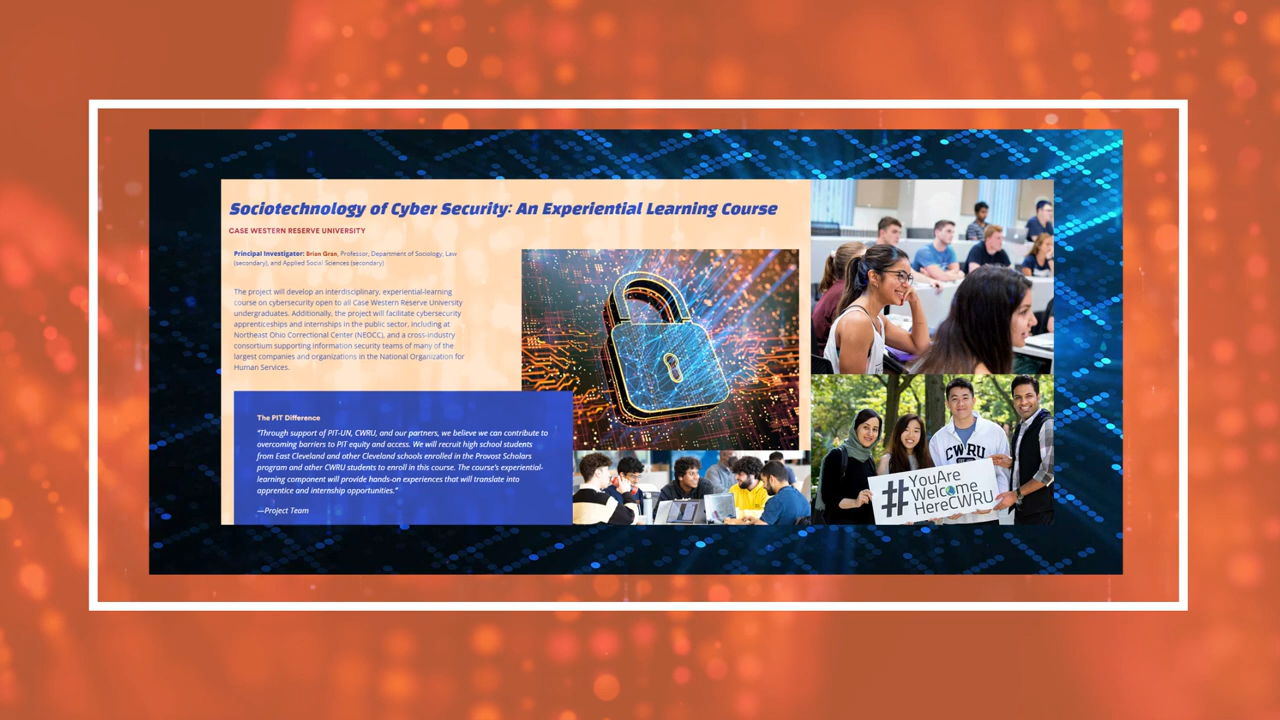 Sociotechnology of Cyber Security: An Experiential Learning Course
CASE WESTERN RESERVE UNIVERSITY
Principal Investigator: Brian Gran, Professor, Departments of Sociology, Law
(secondary), and Applied Social Sciences (secondary)
The project will develop an interdisciplinary, experiential-learning
course on cybersecurity open to all Case Western Reserve University
undergraduates. Additionally, the project will facilitate cybersecurity
apprenticeships and internships in the public sector, including at
Northeast Ohio Correctional Center (NEOCC), and a cross-industry
consortium supporting information security teams of many of the
largest companies and organizations in the National Organization for
Human Services.
The PIT Difference
"Through support of PIT-UN, CWRU, and our partners, we believe we can contribute to
overcoming barriers to PIT equity and access. We will recruit high school students
from East Cleveland and other Cleveland schools enrolled in the Provost Scholars
program and other CWRU students to enroll in this course. The course's experiential-
learning component will provide hands-on experiences that will translate into
apprentice and internship opportunities."
—Project Team
CWRU
#YouAre
Welcome
HereCWRU